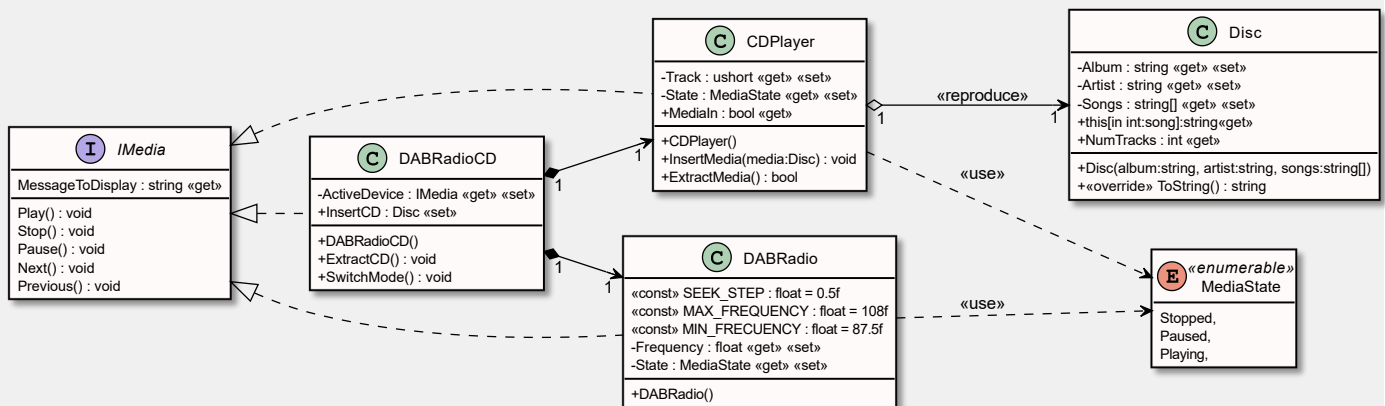 I IMedia
MessageToDisplay : string «get»
Play() : void
Stop() : void
Pause() : void
Next() : void
Previous() : void
C DABRadioCD
-ActiveDevice : IMedia «get» «set»
+InsertCD : Disc «set»
+DABRadioCD()
+ExtractCD() : void
+SwitchMode() : void
1
1
1
1
C CDPlayer
-Track : ushort «get» «set»
-State : MediaState «get» «set»
+MediaIn : bool «get»
+CDPlayer()
+InsertMedia(media:Disc) : void
+ExtractMedia() : bool
C DABRadio
«const» SEEK_STEP : float = 0.5f
«const» MAX_FREQUENCY : float = 108f
«const» MIN_FRECUENCY : float = 87.5f
-Frequency : float «get» «set»
-State : MediaState «get» «set»
+DABRadio()
1
«reproduce»
1
«use»
«use»
C Disc
-Album : string «get» «set»
-Artist : string «get» «set»
-Songs : string[] «get» «set»
+this[in int:song]:string«get»
+NumTracks : int «get»
+Disc(album:string, artist:string, songs:string[])
+«override» ToString() : string
E «enumerable»
MediaState
Stopped,
Paused,
Playing,